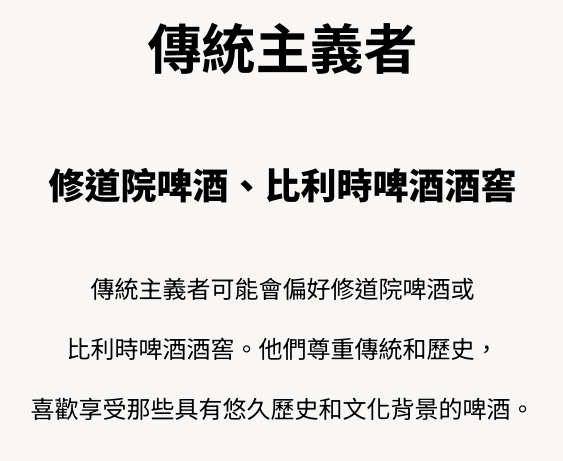 傳統主義者
修道院啤酒、比利時啤酒酒窖
傳統主義者可能會偏好修道院啤酒或
比利時啤酒酒窖。他們尊重傳統和歷史，
喜歡享受那些具有悠久歷史和文化背景的啤酒。